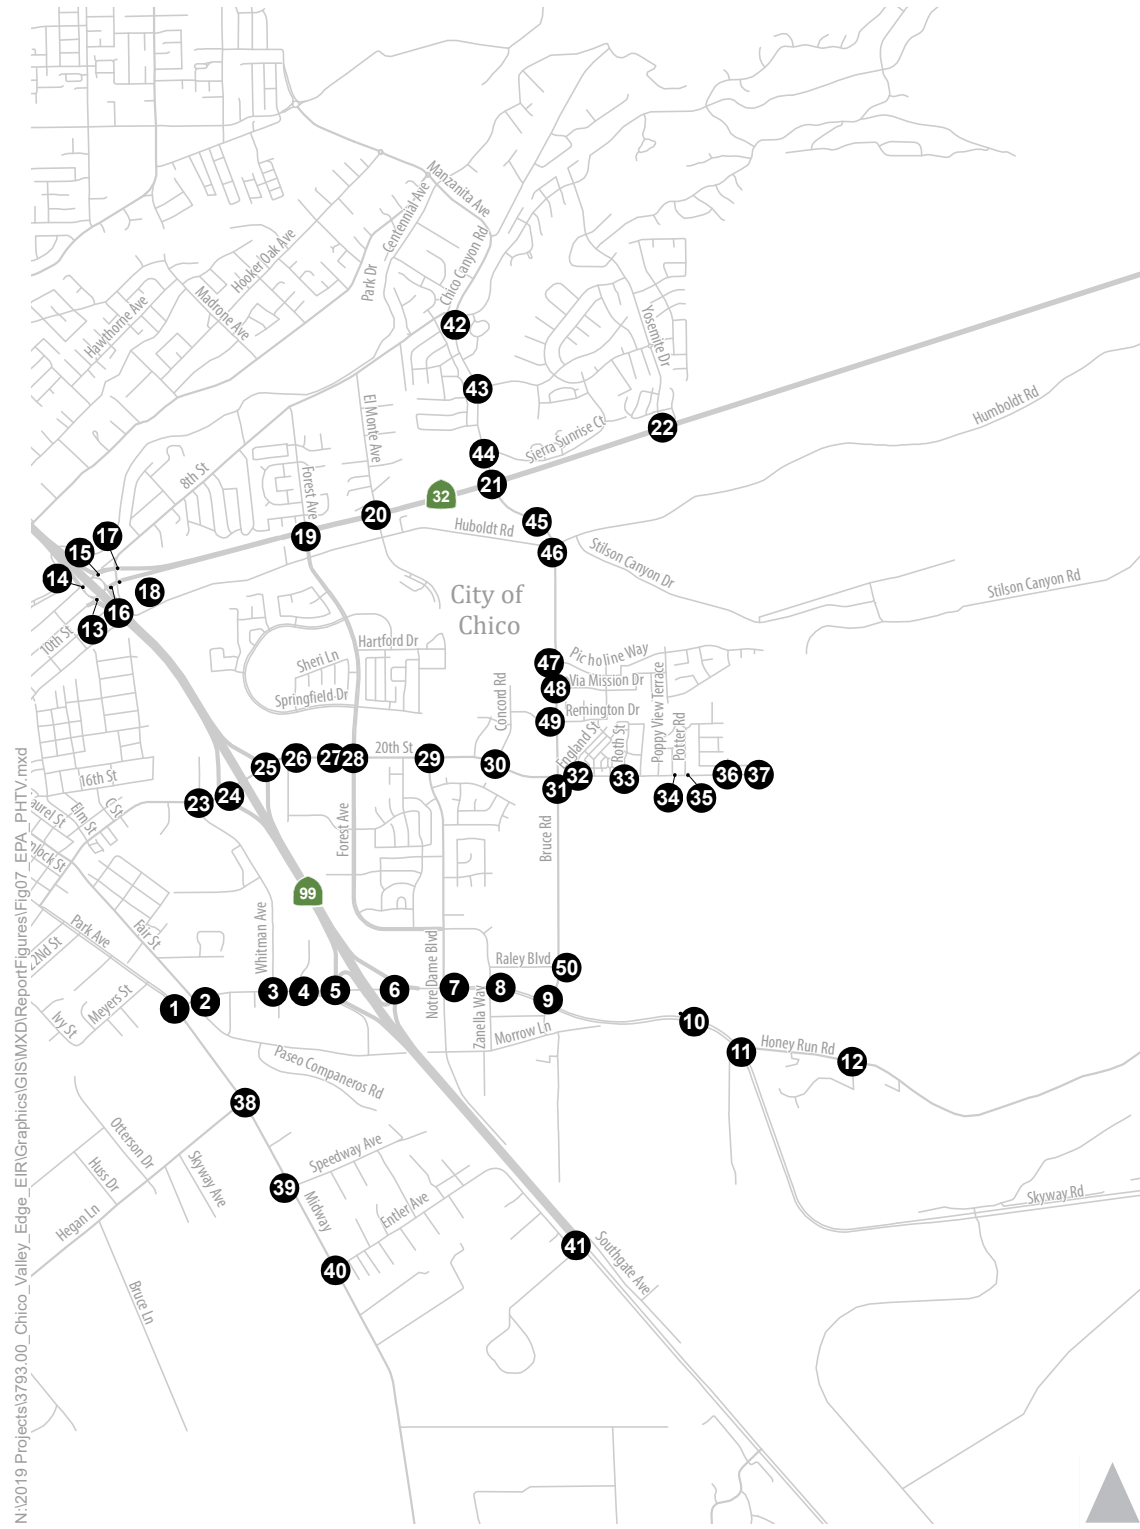 Manzanita Ave
Centennial Ave
Chico Canyon Rd
Hooker Oak Ave
Park Dr
Madrone Ave
Hawthorne Ave
Yosemite Dr
42
43
El Monte Ave
Humboldt Rd
22
Sierra Sunrise Ct
44
8th St
Forest Ave
21
32
20
45
Huboldt Rd
19
17
15
46
Stilson Canyon Dr
14
18
16
13
10th St
Stilson Canyon Rd
City of
Chico
Hartford Dr
Sheri Ln
Springfield Dr
47
Picholine Way
Via Mission Dr
48
Concord Rd
Remington Dr
49
England St
Roth St
Poppy View Terrace
Potter Rd
20th St
25
26
27
28
29
30
31
32
33
34
35
36
37
16th St
23
24
C St
Elm St
Forest Ave
Bruce Rd
99
Park Ave
Fair St
Whitman Ave
Notre Dame Blvd
Raley Blvd
50
Meyers St
Ivy St
1
2
3
4
5
6
7
8
9
Zanella Way
Morrow Ln
10
11
Honey Run Rd
12
Paseo Companeros Rd
38
Otterson Dr
Huss Dr
Skyway Ave
Speedway Ave
39
Midway
Entler Ave
Hegan Ln
Skyway Rd
40
41
Southgate Ave
Bruce Ln
N:\2019 Projects\3793.00_Chico_Valley_Edge_EIR\Graphics\GIS\MXD\ReportFigures\Fig07_EPA_PHTV.mxd